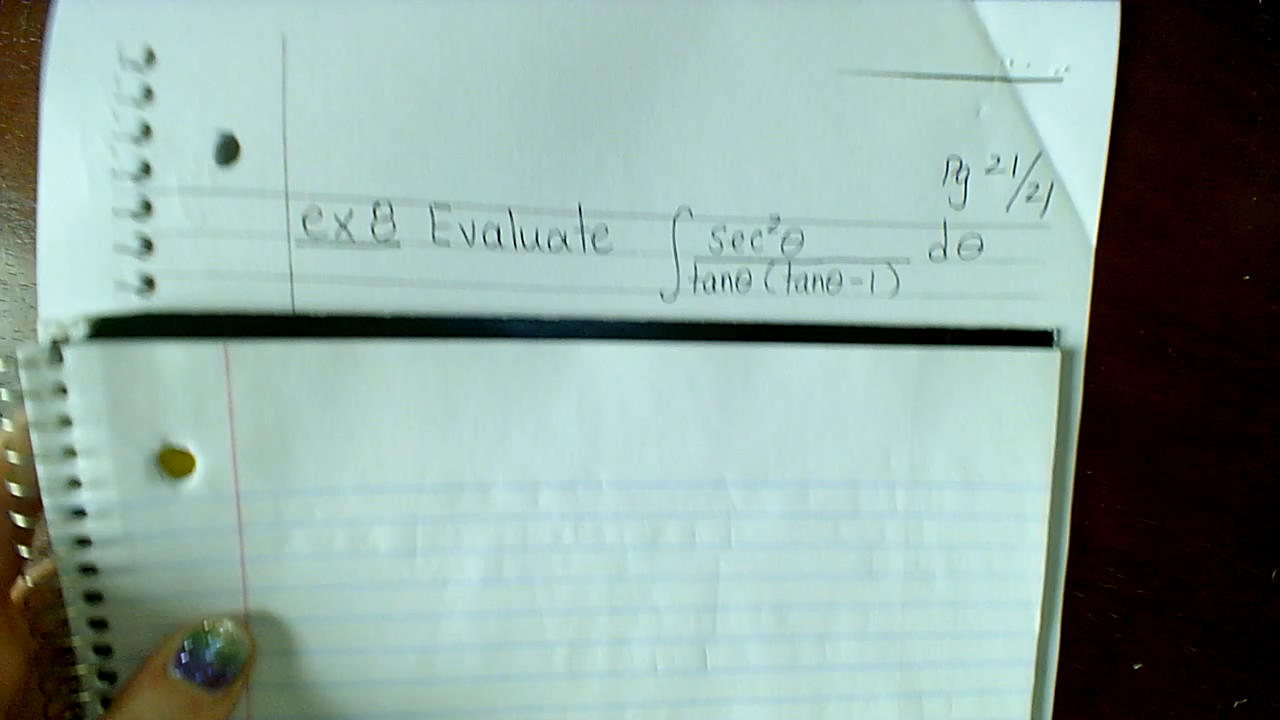 Pg 21/21
ex 8 Evaluate ∫ sec²θ / tanθ (tanθ-1) dθ